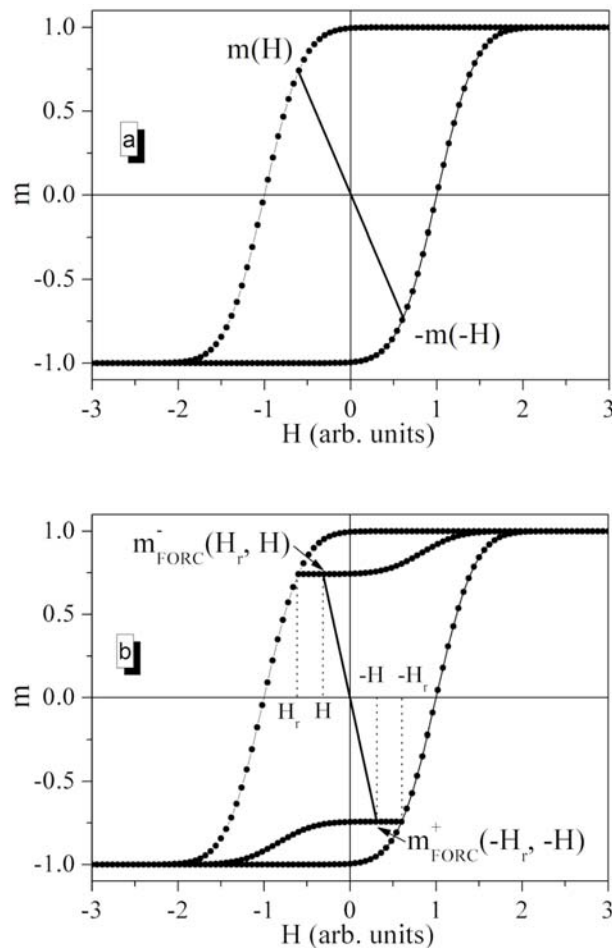 1.0
m(H)
0.5
a
m
0.0
-0.5
-m(-H)
-1.0
-3 -2 -1 0 1 2 3
H (arb. units)
1.0
m⁻FORC(Hr, H)
0.5
b
-H -Hr
m
0.0
Hr H
-0.5
m⁺FORC(-Hr, -H)
-1.0
-3 -2 -1 0 1 2 3
H (arb. units)